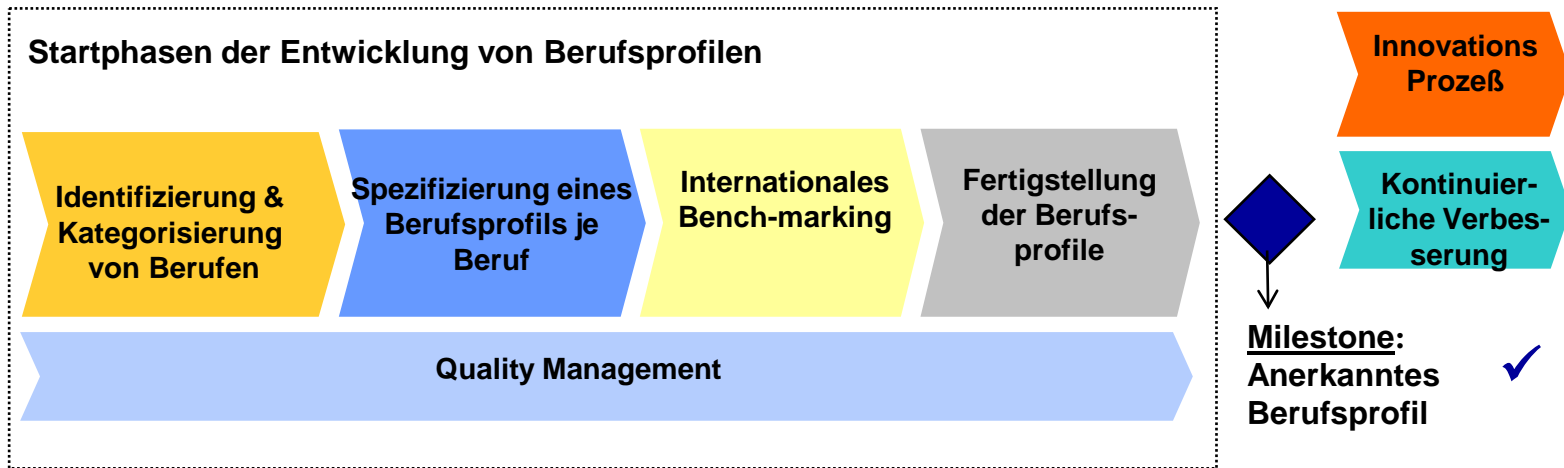 Startphasen der Entwicklung von Berufsprofilen
Identifizierung &
Kategorisierung
von Berufen
Spezifizierung eines
Berufsprofils je
Beruf
Internationales
Bench-marking
Fertigstellung
der Berufs-
profile
Quality Management
Innovations
Prozeß
Kontinuier-
liche Verbes-
serung
Milestone:
Anerkanntes
Berufsprofil